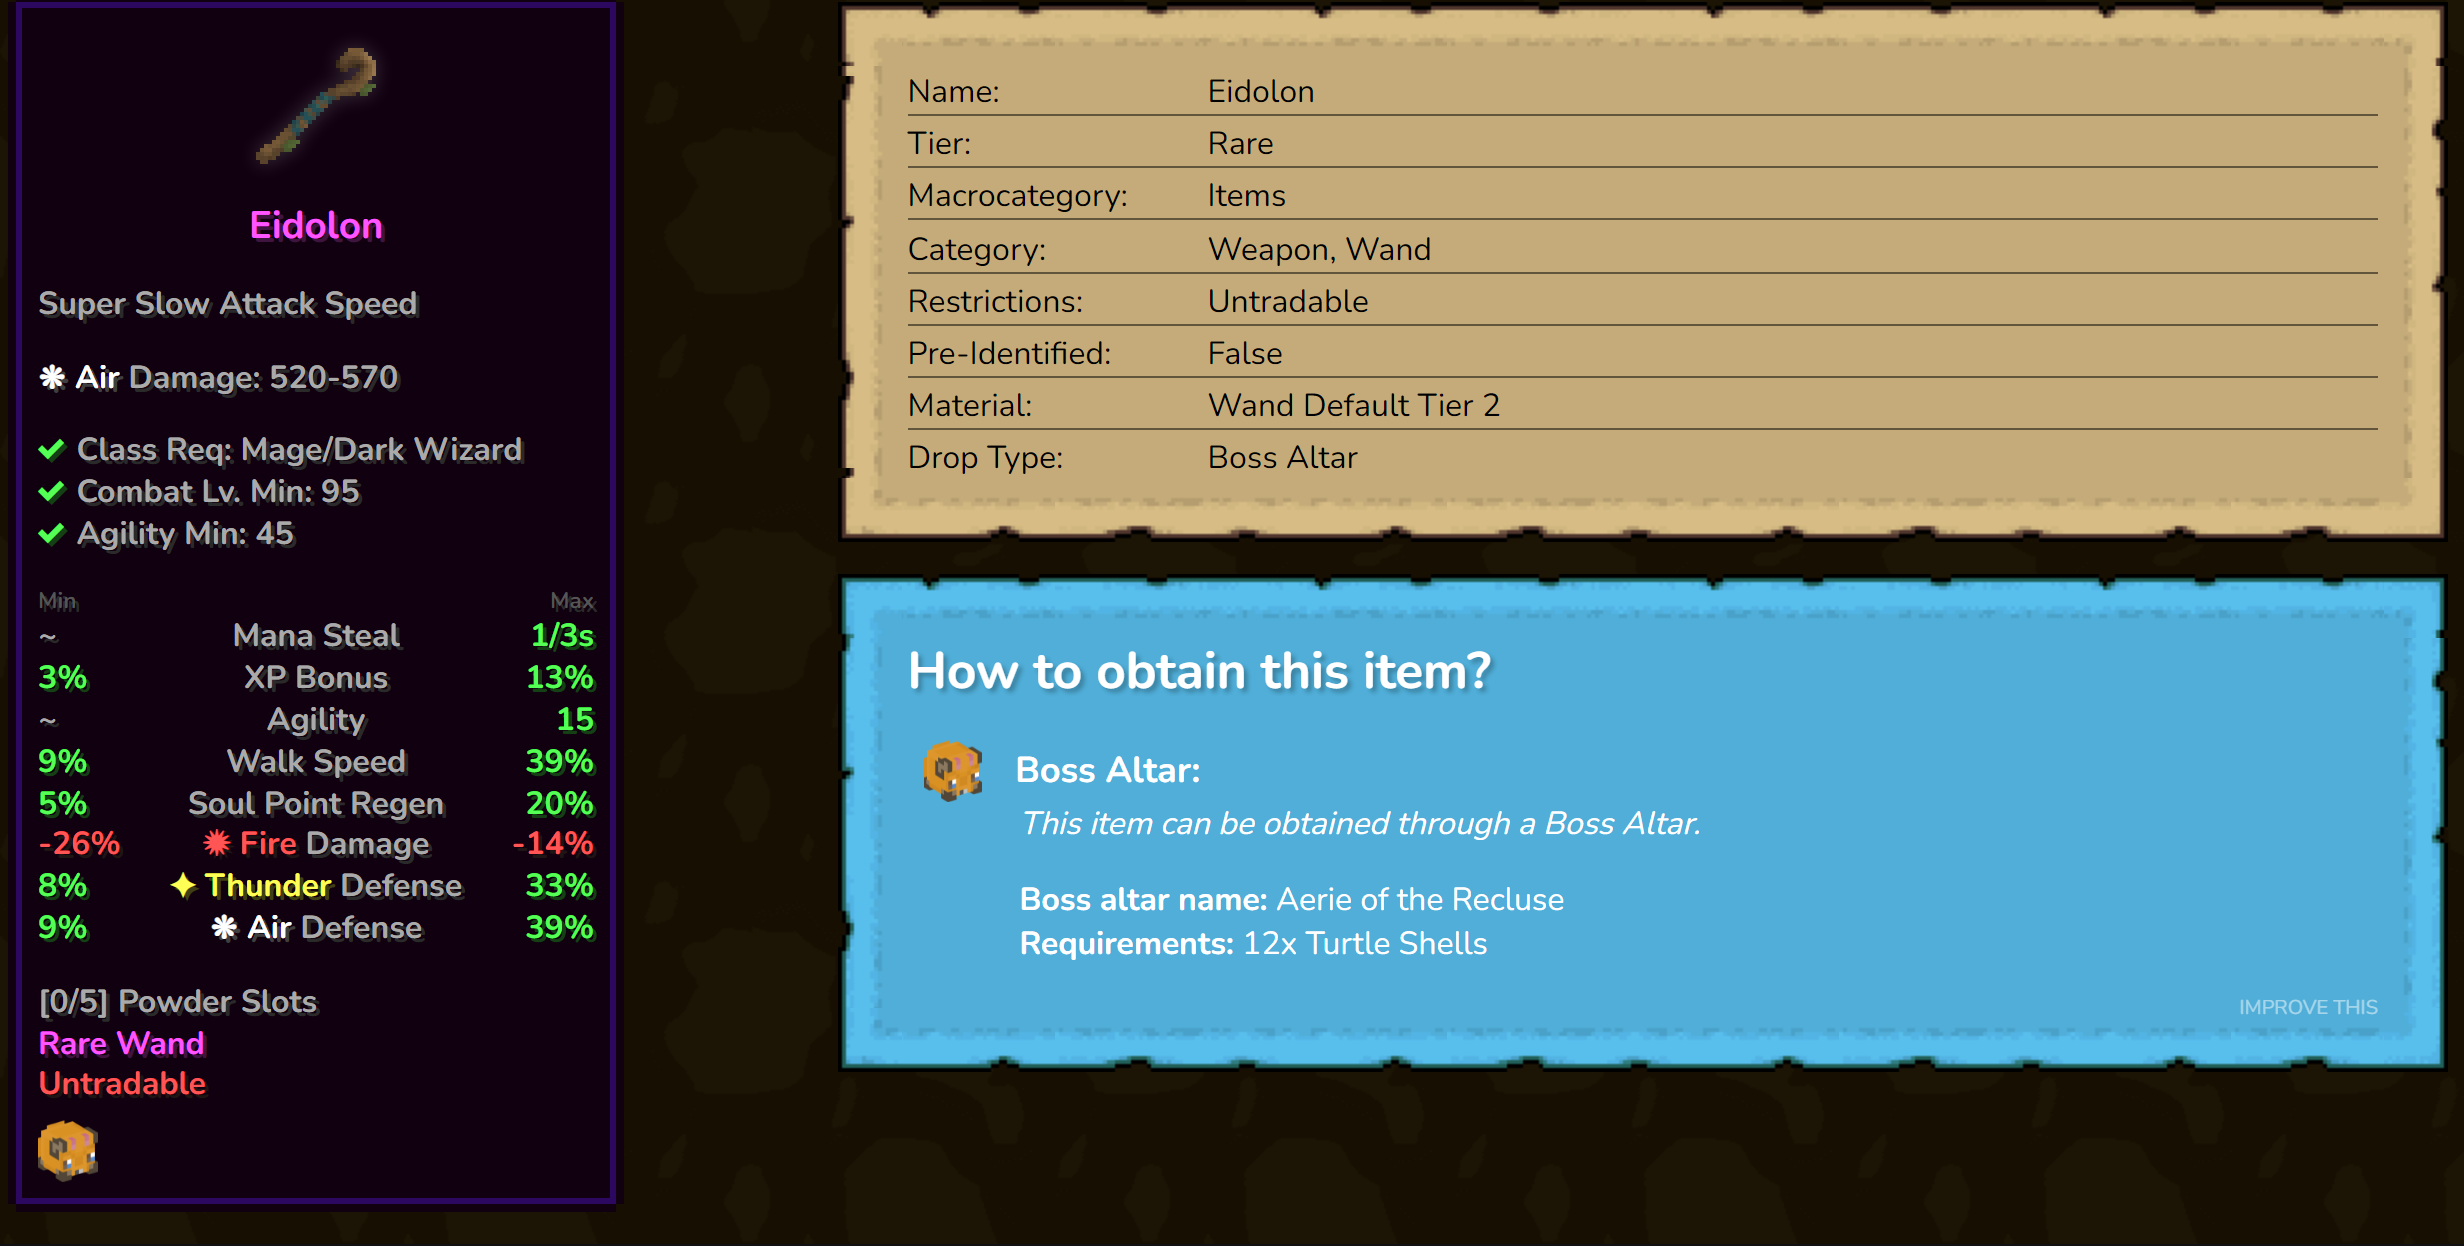 Eidolon
Super Slow Attack Speed
Air Damage: 520-570
Class Req: Mage/Dark Wizard
Combat Lv. Min: 95
Agility Min: 45
Min Max
~ Mana Steal 1/3s
3% XP Bonus 13%
~ Agility 15
9% Walk Speed 39%
5% Soul Point Regen 20%
-26% Fire Damage -14%
8% Thunder Defense 33%
9% Air Defense 39%
[0/5] Powder Slots
Rare Wand
Untradable
Name: Eidolon
Tier: Rare
Macrocategory: Items
Category: Weapon, Wand
Restrictions: Untradable
Pre-Identified: False
Material: Wand Default Tier 2
Drop Type: Boss Altar
How to obtain this item?
Boss Altar:
This item can be obtained through a Boss Altar.
Boss altar name: Aerie of the Recluse
Requirements: 12x Turtle Shells
IMPROVE THIS